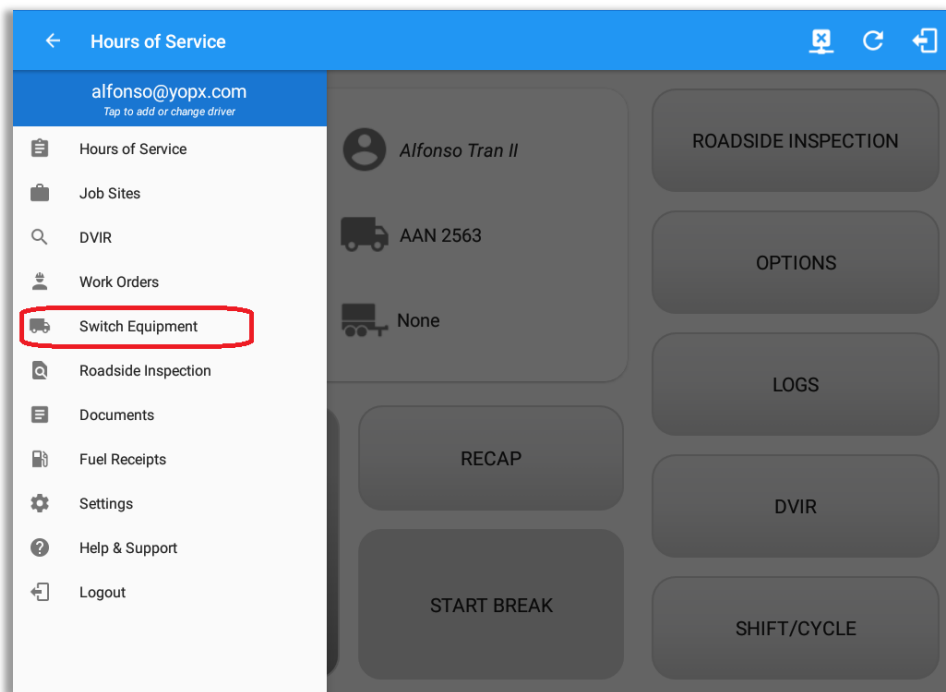 Hours of Service
alfonso@yopx.com
Tap to add or change driver
Hours of Service
Job Sites
DVIR
Work Orders
Switch Equipment
Roadside Inspection
Documents
Fuel Receipts
Settings
Help & Support
Logout
Alfonso Tran II
AAN 2563
None
RECAP
START BREAK
ROADSIDE INSPECTION
OPTIONS
LOGS
DVIR
SHIFT/CYCLE